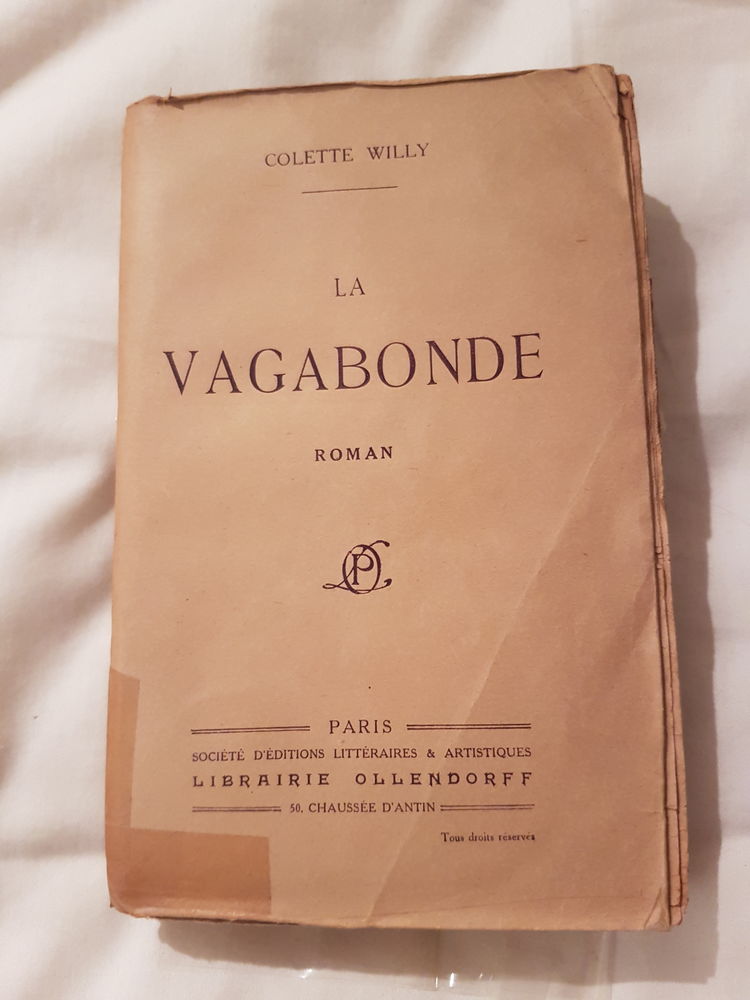 COLETTE WILLY
LA
VAGABONDE
ROMAN
PARIS
SOCIÉTÉ D'ÉDITIONS LITTÉRAIRES & ARTISTIQUES
LIBRAIRIE OLLENDORFF
50, CHAUSSÉE D'ANTIN
Tous droits réservés